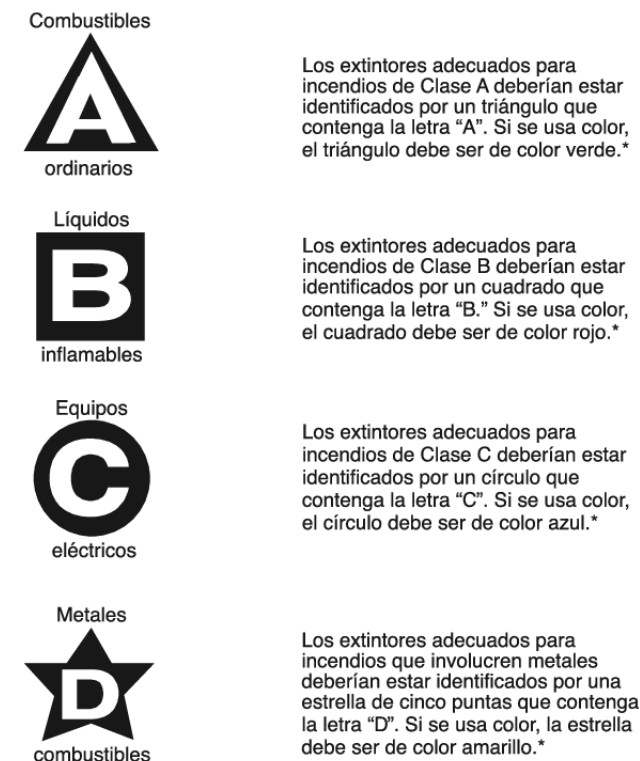 Combustibles
A
ordinarios
Los extintores adecuados para
incendios de Clase A deberían estar
identificados por un triángulo que
contenga la letra “A”. Si se usa color,
el triángulo debe ser de color verde.*
Líquidos
B
inflamables
Los extintores adecuados para
incendios de Clase B deberían estar
identificados por un cuadrado que
contenga la letra “B.” Si se usa color,
el cuadrado debe ser de color rojo.*
Equipos
C
eléctricos
Los extintores adecuados para
incendios de Clase C deberían estar
identificados por un círculo que
contenga la letra “C”. Si se usa color,
el círculo debe ser de color azul.*
Metales
D
combustibles
Los extintores adecuados para
incendios que involucren metales
deberían estar identificados por una
estrella de cinco puntas que contenga
la letra “D”. Si se usa color, la estrella
debe ser de color amarillo.*